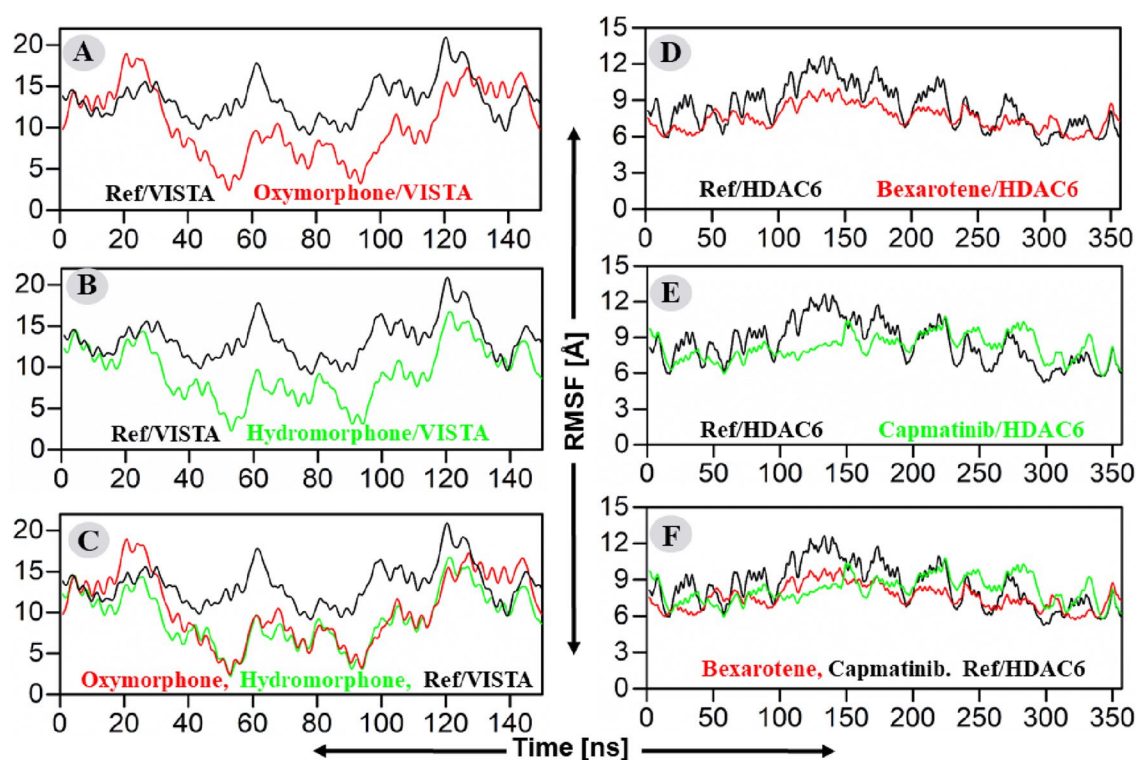 A
20
15
10
5
0
Ref/VISTA Oxymorphone/VISTA
0 20 40 60 80 100 120 140
B
20
15
10
5
0
Ref/VISTA Hydromorphone/VISTA
0 20 40 60 80 100 120 140
C
20
15
10
5
0
Oxymorphone, Hydromorphone, Ref/VISTA
0 20 40 60 80 100 120 140
RMSF [Å]
D
15
12
9
6
3
0
Ref/HDAC6 Bexarotene/HDAC6
0 50 100 150 200 250 300 350
E
15
12
9
6
3
0
Ref/HDAC6 Capmatinib/HDAC6
0 50 100 150 200 250 300 350
F
15
12
9
6
3
0
Bexarotene, Capmatinib. Ref/HDAC6
0 50 100 150 200 250 300 350
Time [ns]